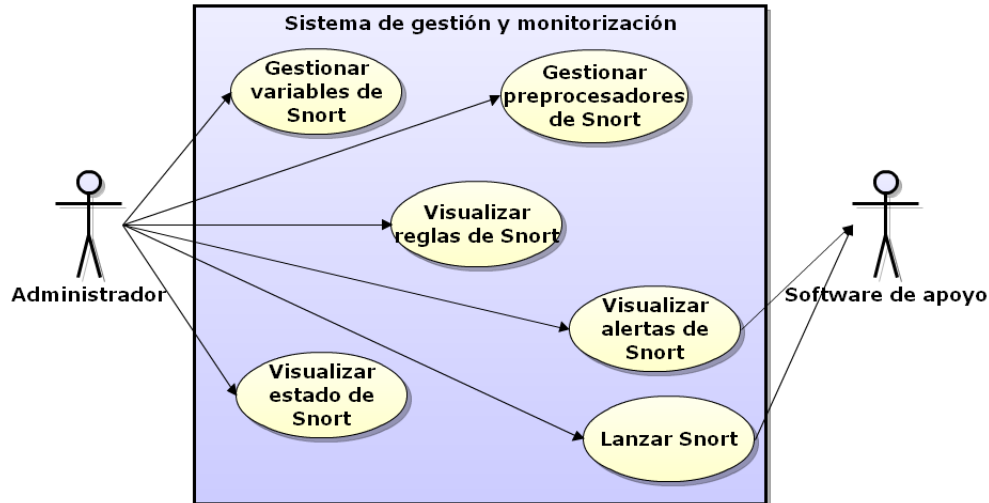 Sistema de gestión y monitorización
Gestionar
variables de
Snort
Gestionar
preprocesadores
de Snort
Visualizar
reglas de Snort
Administrador
Software de apoyo
Visualizar
alertas de
Snort
Visualizar
estado de
Snort
Lanzar Snort